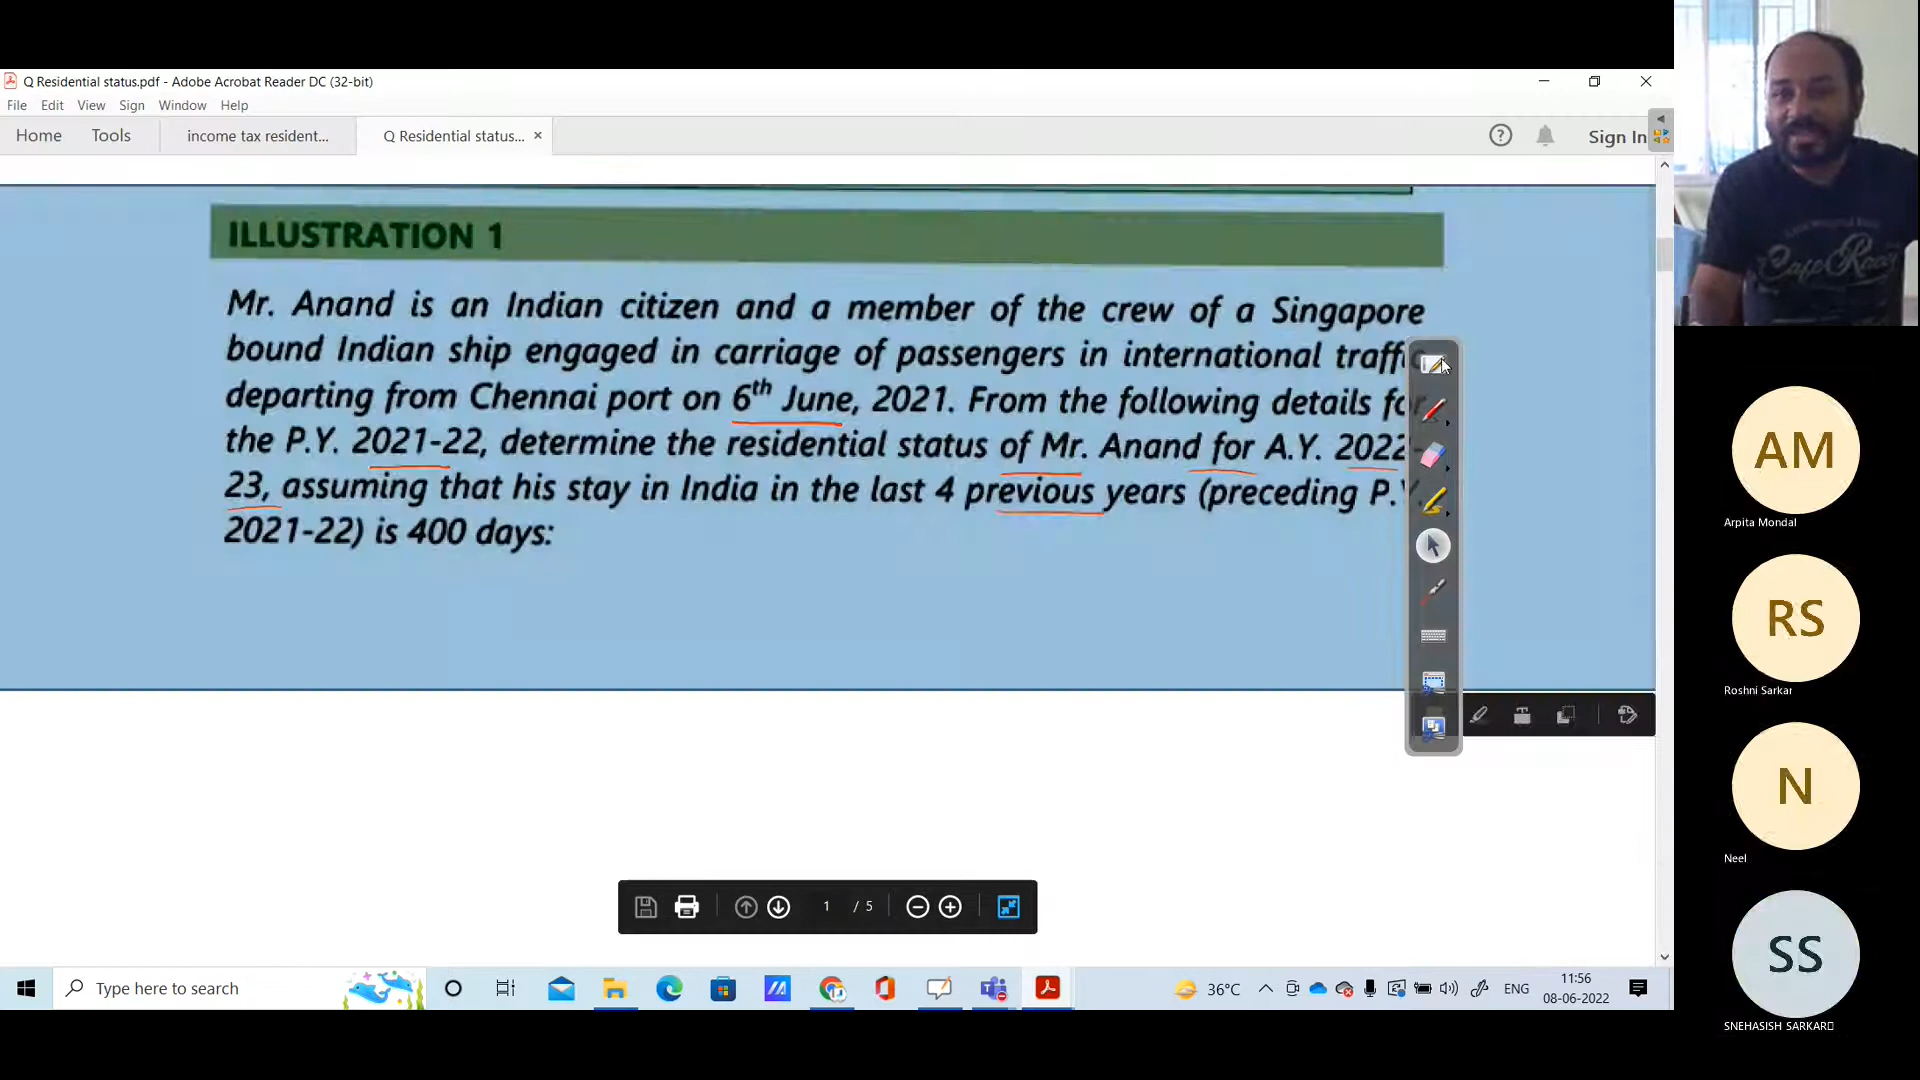 Q Residential status.pdf - Adobe Acrobat Reader DC (32-bit)
File Edit View Sign Window Help
Home Tools income tax resident... Q Residential status... Sign In
ILLUSTRATION 1
Mr. Anand is an Indian citizen and a member of the crew of a Singapore
bound Indian ship engaged in carriage of passengers in international traffic
departing from Chennai port on 6th June, 2021. From the following details for
the P.Y. 2021-22, determine the residential status of Mr. Anand for A.Y. 2022-
23, assuming that his stay in India in the last 4 previous years (preceding P.Y.
2021-22) is 400 days:
1 / 5
Type here to search
36°C
ENG
11:56
08-06-2022
AM
Arpita Mondal
RS
Roshni Sarkar
N
Neel
SS
SNEHASISH SARKAR